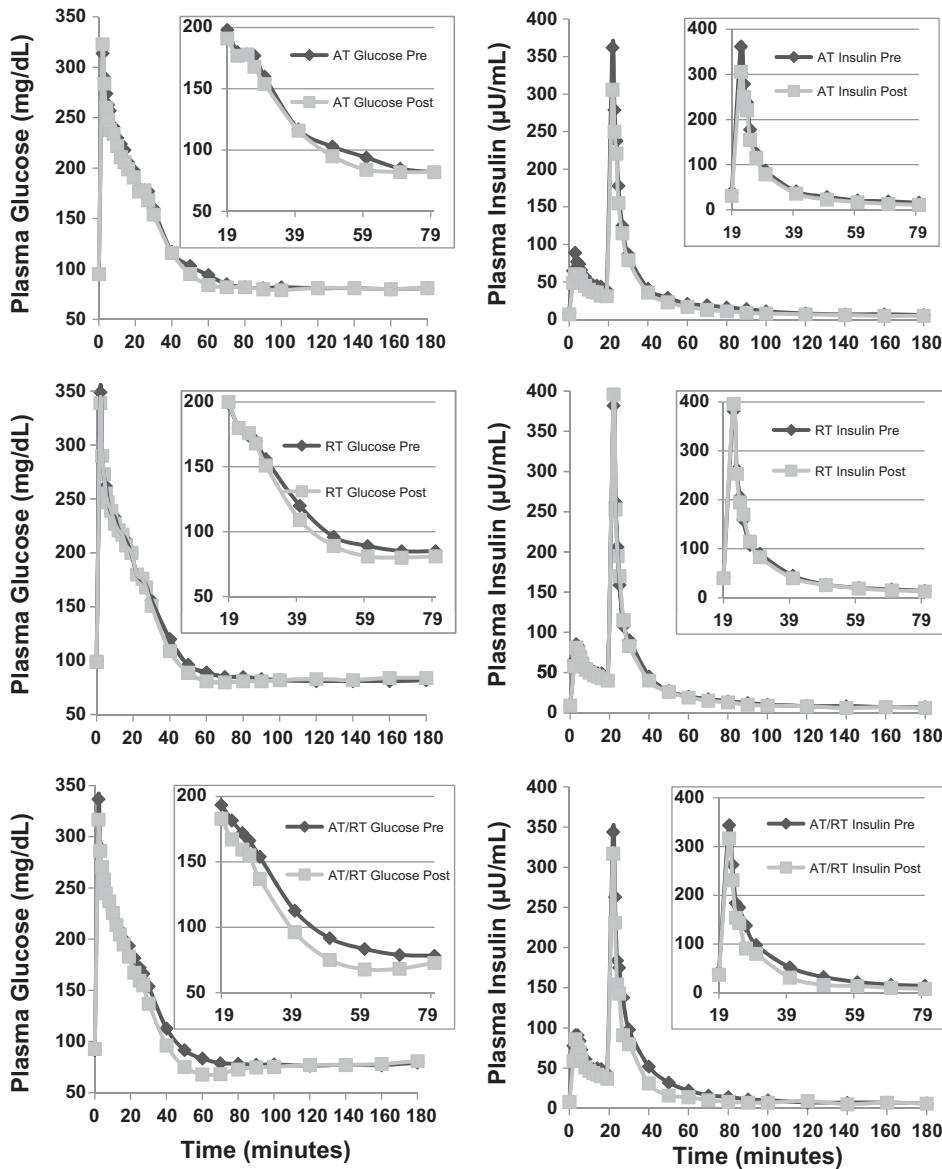 Plasma Glucose (mg/dL)
350
300
250
200
150
100
50
0 20 40 60 80 100 120 140 160 180
200
150
100
50
19 39 59 79
AT Glucose Pre
AT Glucose Post
Plasma Insulin (µU/mL)
400
350
300
250
200
150
100
50
0
0 20 40 60 80 100 120 140 160 180
400
300
200
100
0
19 39 59 79
AT Insulin Pre
AT Insulin Post
Plasma Glucose (mg/dL)
350
300
250
200
150
100
50
0 20 40 60 80 100 120 140 160 180
200
150
100
50
19 39 59 79
RT Glucose Pre
RT Glucose Post
Plasma Insulin (µU/mL)
400
350
300
250
200
150
100
50
0
0 20 40 60 80 100 120 140 160 180
400
300
200
100
0
19 39 59 79
RT Insulin Pre
RT Insulin Post
Plasma Glucose (mg/dL)
350
300
250
200
150
100
50
0 20 40 60 80 100 120 140 160 180
Time (minutes)
200
150
100
50
19 39 59 79
AT/RT Glucose Pre
AT/RT Glucose Post
Plasma Insulin (µU/mL)
400
350
300
250
200
150
100
50
0
0 20 40 60 80 100 120 140 160 180
Time (minutes)
400
300
200
100
0
19 39 59 79
AT/RT Insulin Pre
AT/RT Insulin Post